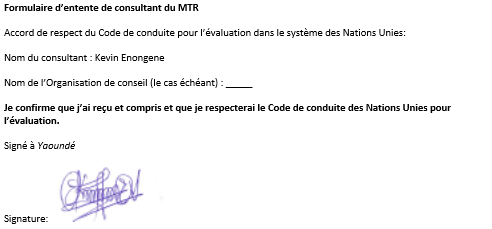 Formulaire d'entente de consultant du MTR
Accord de respect du Code de conduite pour l'évaluation dans le système des Nations Unies:
Nom du consultant : Kevin Enongene
Nom de l'Organisation de conseil (le cas échéant) : _____
Je confirme que j'ai reçu et compris et que je respecterai le Code de conduite des Nations Unies pour
l'évaluation.
Signé à Yaoundé
Signature: